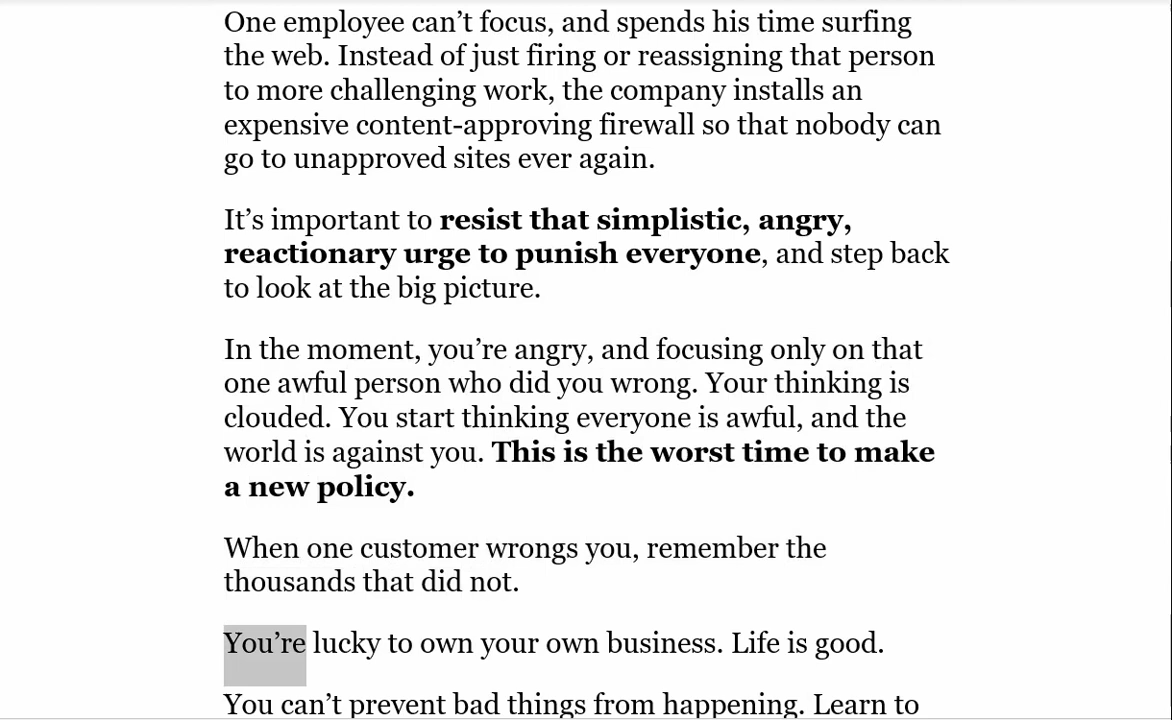 One employee can’t focus, and spends his time surfing
the web. Instead of just firing or reassigning that person
to more challenging work, the company installs an
expensive content-approving firewall so that nobody can
go to unapproved sites ever again.
It’s important to resist that simplistic, angry,
reactionary urge to punish everyone, and step back
to look at the big picture.
In the moment, you’re angry, and focusing only on that
one awful person who did you wrong. Your thinking is
clouded. You start thinking everyone is awful, and the
world is against you. This is the worst time to make
a new policy.
When one customer wrongs you, remember the
thousands that did not.
You’re lucky to own your own business. Life is good.
You can’t prevent bad things from happening. Learn to